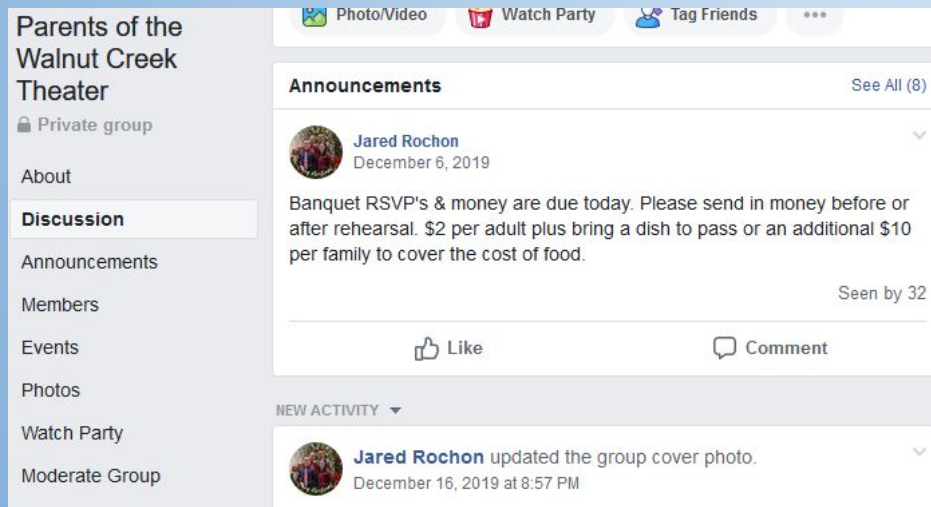 Parents of the
Walnut Creek
Theater
Private group
About
Discussion
Announcements
Members
Events
Photos
Watch Party
Moderate Group
Photo/Video
Watch Party
Tag Friends
Announcements
See All (8)
Jared Rochon
December 6, 2019
Banquet RSVP's & money are due today. Please send in money before or
after rehearsal. $2 per adult plus bring a dish to pass or an additional $10
per family to cover the cost of food.
Seen by 32
Like
Comment
NEW ACTIVITY
Jared Rochon updated the group cover photo.
December 16, 2019 at 8:57 PM